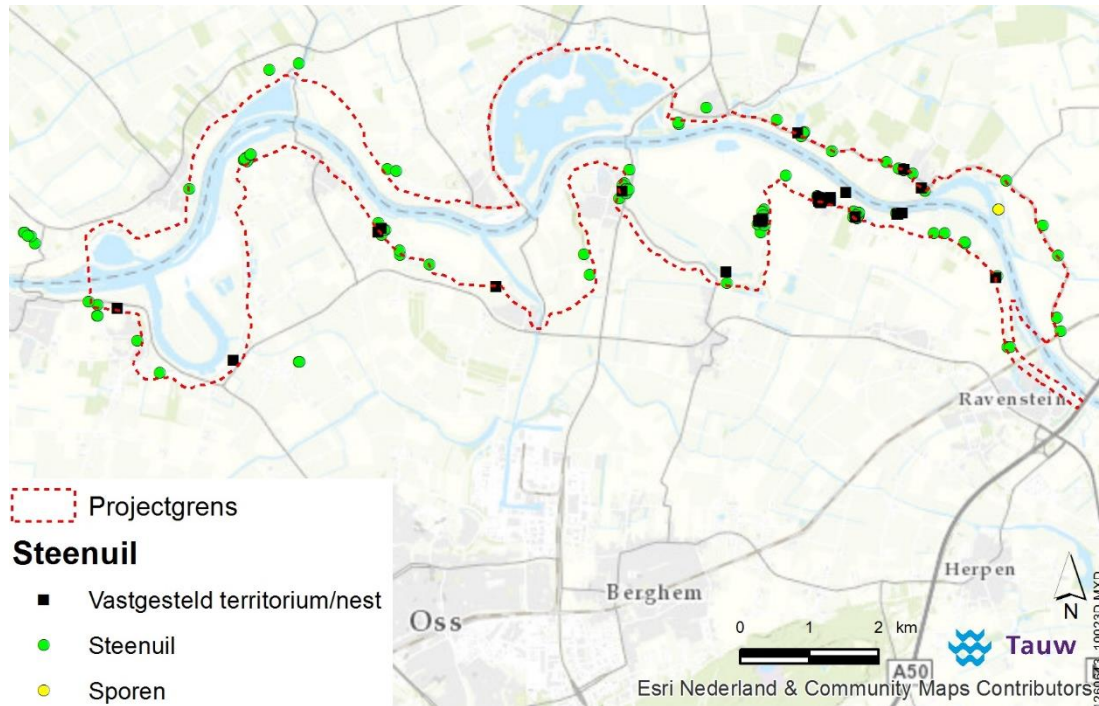 Ravenstein
Projectgrens
Steenuil
Vastgesteld territorium/nest
Steenuil
Sporen
Oss
Berghem
Herpen
0 1 2 km
N
Tauw
A50
Esri Nederland & Community Maps Contributors